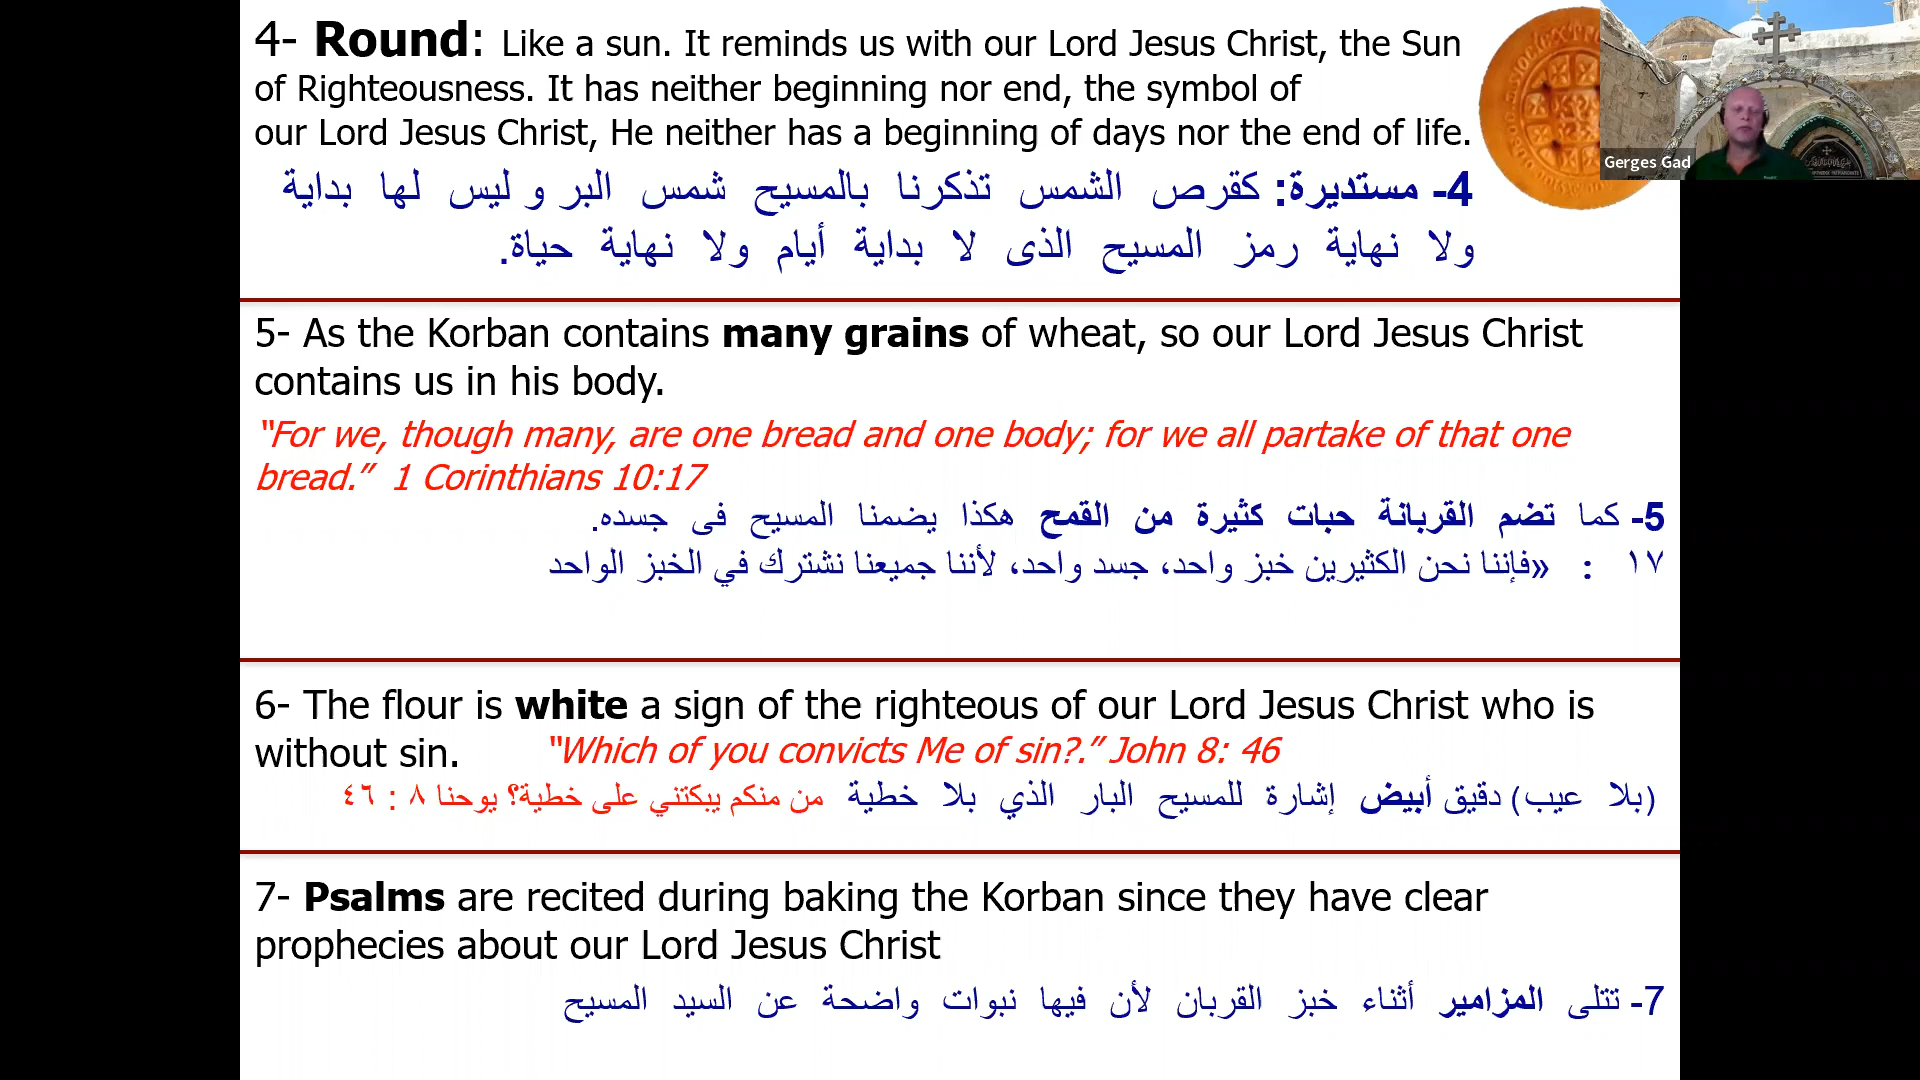 4- Round: Like a sun. It reminds us with our Lord Jesus Christ, the Sun
of Righteousness. It has neither beginning nor end, the symbol of
our Lord Jesus Christ, He neither has a beginning of days nor the end of life.
4- مستديرة: كقرص الشمس تذكرنا بالمسيح شمس البر و ليس لها بداية
ولا نهاية رمز المسيح الذى لا بداية أيام ولا نهاية حياة.
Gerges Gad
5- As the Korban contains many grains of wheat, so our Lord Jesus Christ
contains us in his body.
"For we, though many, are one bread and one body; for we all partake of that one
bread." 1 Corinthians 10:17
5- كما تضم القربانة حبات كثيرة من القمح هكذا يضمنا المسيح فى جسده.
١٧ : «فإننا نحن الكثيرين خبز واحد، جسد واحد، لأننا جميعنا نشترك في الخبز الواحد
6- The flour is white a sign of the righteous of our Lord Jesus Christ who is
without sin. "Which of you convicts Me of sin?." John 8: 46
(بلا عيب) دقيق أبيض إشارة للمسيح البار الذي بلا خطية من منكم يبكتني على خطية؟ يوحنا ٨ : ٤٦
7- Psalms are recited during baking the Korban since they have clear
prophecies about our Lord Jesus Christ
7- تتلى المزامير أثناء خبز القربان لأن فيها نبوات واضحة عن السيد المسيح